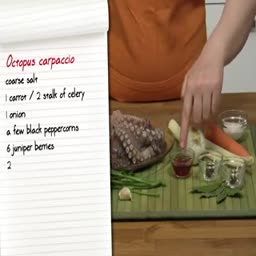 Octopus carpaccio
coarse salt
1 carrot / 2 stalk of celery
1 onion
a few black peppercorns
6 juniper berries
2